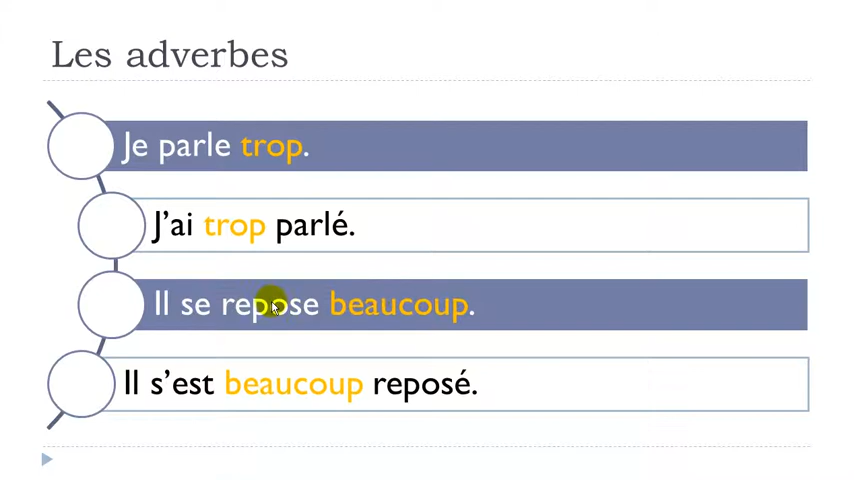 Les adverbes
Je parle trop.
J'ai trop parlé.
Il se repose beaucoup.
Il s'est beaucoup reposé.